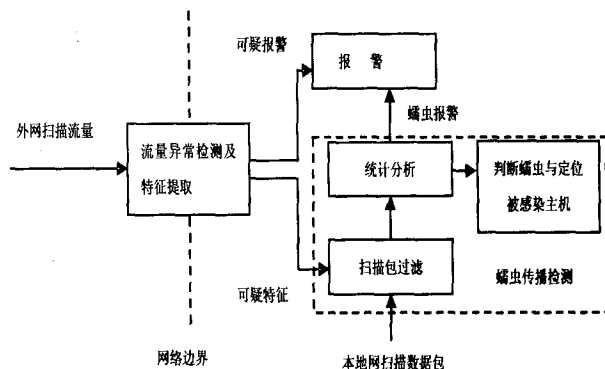 可疑报警
报 警
外网扫描流量
蠕虫报警
流量异常检测及
特征提取
统计分析
判断蠕虫与定位
被感染主机
扫描包过滤
可疑特征
蠕虫传播检测
网络边界
本地网扫描数据包